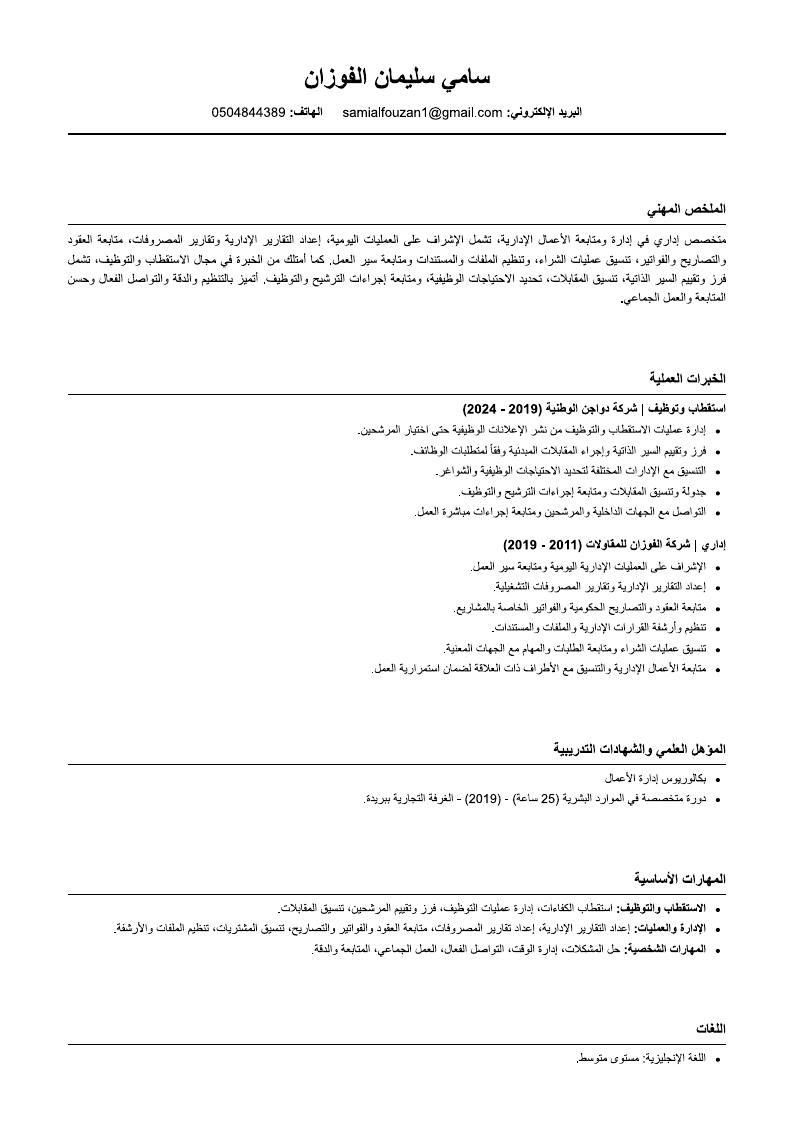 سامي سليمان الفوزان
البريد الإلكتروني: samialfouzan1@gmail.com الهاتف: 0504844389
الملخص المهني
متخصص إداري في إدارة ومتابعة الأعمال الإدارية، تشمل الإشراف على العمليات اليومية، إعداد التقارير الإدارية وتقارير المصروفات، متابعة العقود
والتصاريح والفواتير، تنسيق عمليات الشراء، وتنظيم الملفات والمستندات ومتابعة سير العمل. كما أمتلك من الخبرة في مجال الاستقطاب والتوظيف، تشمل
فرز وتقييم السير الذاتية، تنسيق المقابلات، تحديد الاحتياجات الوظيفية، ومتابعة إجراءات الترشيح والتوظيف. أتميز بالتنظيم والدقة والتواصل الفعال وحسن
المتابعة والعمل الجماعي.
الخبرات العملية
استقطاب وتوظيف | شركة دواجن الوطنية (2019 - 2024)
• إدارة عمليات الاستقطاب والتوظيف من نشر الإعلانات الوظيفية حتى اختيار المرشحين.
• فرز وتقييم السير الذاتية وإجراء المقابلات المبدئية وفقاً لمتطلبات الوظائف.
• التنسيق مع الإدارات المختلفة لتحديد الاحتياجات الوظيفية والشواغر.
• جدولة وتنسيق المقابلات ومتابعة إجراءات الترشيح والتوظيف.
• التواصل مع الجهات الداخلية والمرشحين ومتابعة إجراءات مباشرة العمل.
إداري | شركة الفوزان للمقاولات (2011 - 2019)
• الإشراف على العمليات الإدارية اليومية ومتابعة سير العمل.
• إعداد التقارير الإدارية وتقارير المصروفات التشغيلية.
• متابعة العقود والتصاريح الحكومية والفواتير الخاصة بالمشاريع.
• تنظيم وأرشفة القرارات الإدارية والملفات والمستندات.
• تنسيق عمليات الشراء ومتابعة الطلبات والمهام مع الجهات المعنية.
• متابعة الأعمال الإدارية والتنسيق مع الأطراف ذات العلاقة لضمان استمرارية العمل.
المؤهل العلمي والشهادات التدريبية
• بكالوريوس إدارة الأعمال
• دورة متخصصة في الموارد البشرية (25 ساعة) - (2019) - الغرفة التجارية ببريدة.
المهارات الأساسية
• الاستقطاب والتوظيف: استقطاب الكفاءات، إدارة عمليات التوظيف، فرز وتقييم المرشحين، تنسيق المقابلات.
• الإدارة والعمليات: إعداد التقارير الإدارية، إعداد تقارير المصروفات، متابعة العقود والفواتير والتصاريح، تنسيق المشتريات، تنظيم الملفات والأرشفة.
• المهارات الشخصية: حل المشكلات، إدارة الوقت، التواصل الفعال، العمل الجماعي، المتابعة والدقة.
اللغات
• اللغة الإنجليزية: مستوى متوسط.